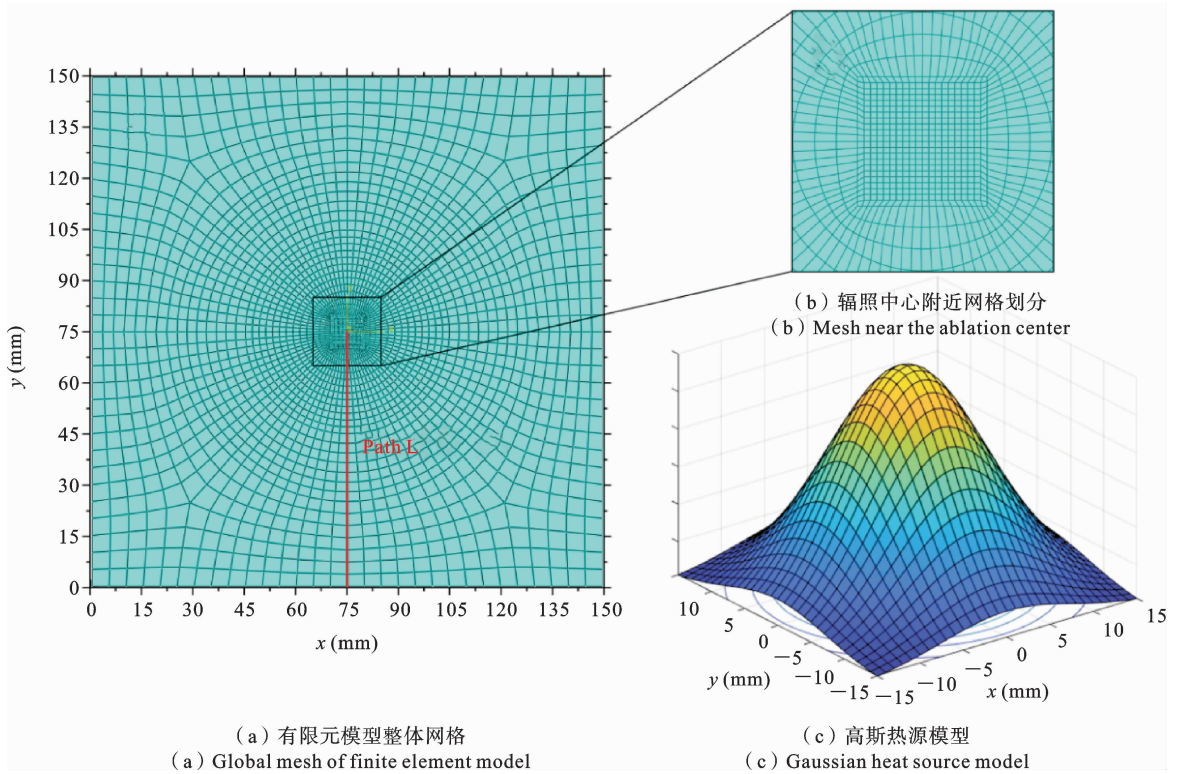 150
135
120
105
90
75
60
45
30
15
0
y (mm)
0 15 30 45 60 75 90 105 120 135 150
x (mm)
Path L
（a）有限元模型整体网格
（a）Global mesh of finite element model
（b）辐照中心附近网格划分
（b）Mesh near the ablation center
10
5
0
−5
−10
−15
y (mm)
−15
−10
−5
0
5
10
15
x (mm)
（c）高斯热源模型
（c）Gaussian heat source model